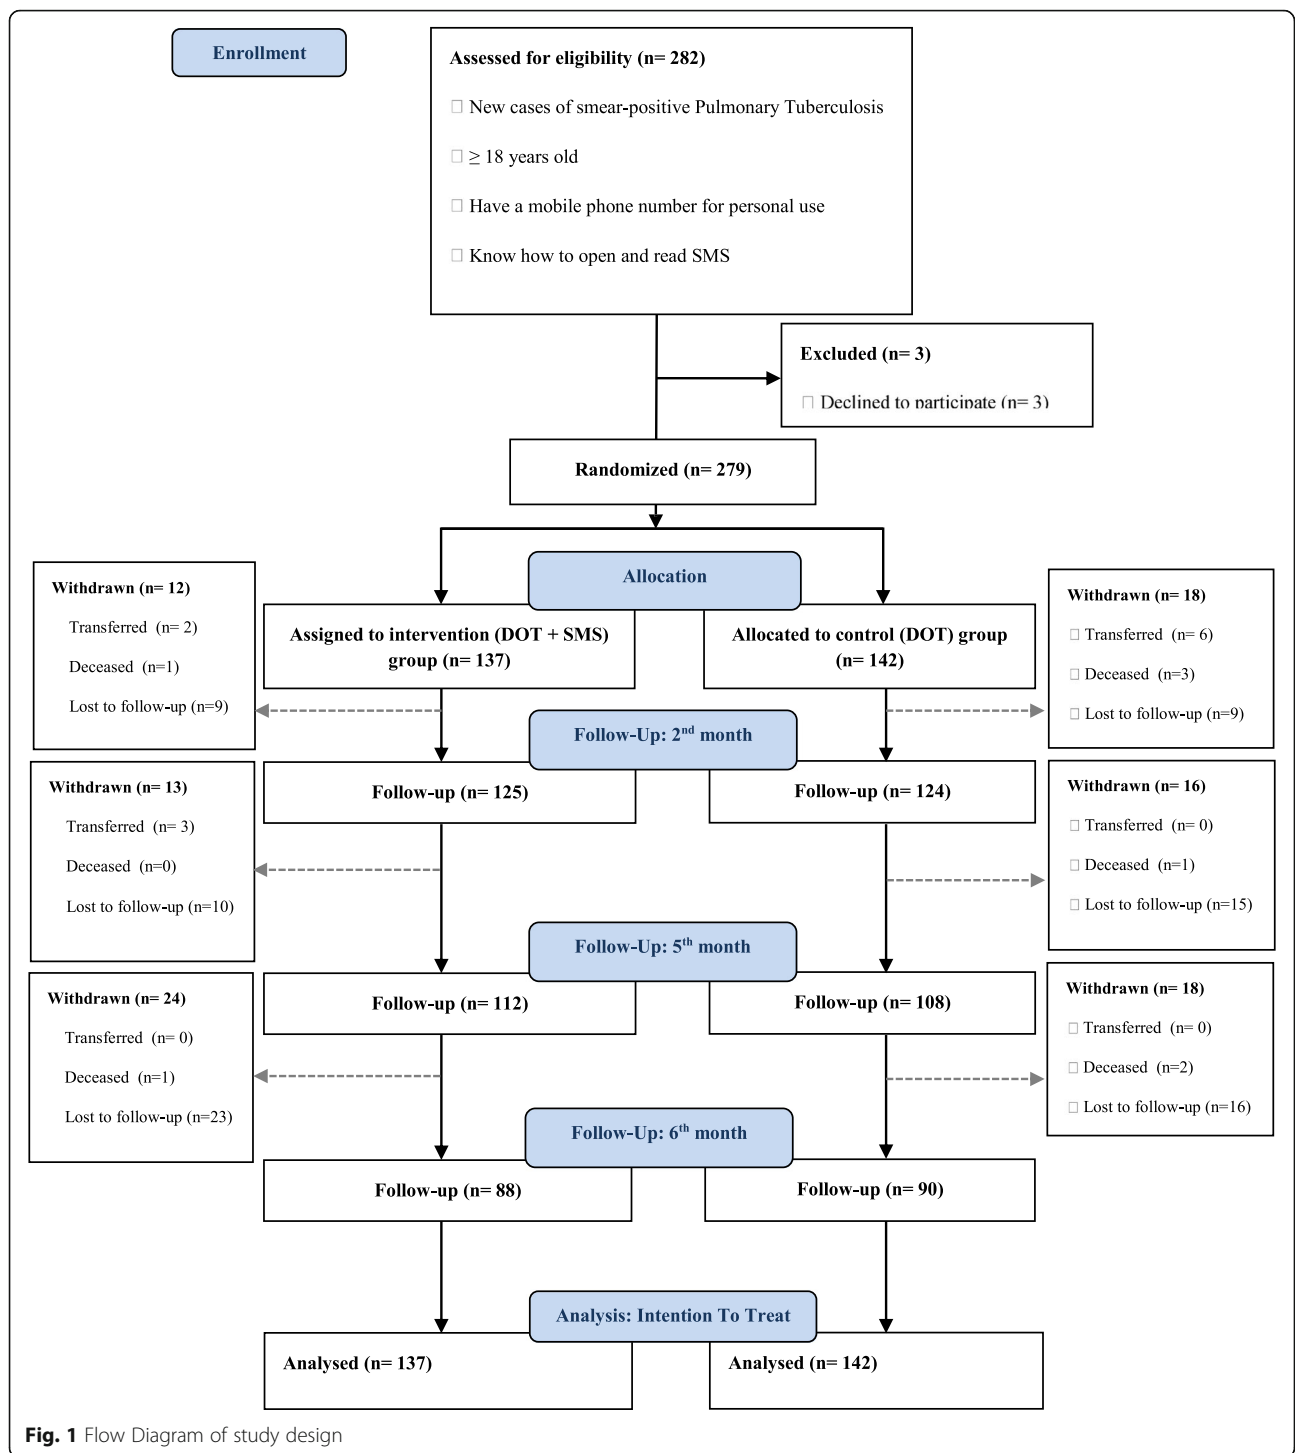 Enrollment
Assessed for eligibility (n= 282)
□ New cases of smear-positive Pulmonary Tuberculosis
□ ≥ 18 years old
□ Have a mobile phone number for personal use
□ Know how to open and read SMS
Excluded (n= 3)
□ Declined to participate (n= 3)
Randomized (n= 279)
Allocation
Withdrawn (n= 12)
Transferred (n= 2)
Deceased (n=1)
Lost to follow-up (n=9)
Assigned to intervention (DOT + SMS)
group (n= 137)
Allocated to control (DOT) group
(n= 142)
Withdrawn (n= 18)
□ Transferred (n= 6)
□ Deceased (n=3)
□ Lost to follow-up (n=9)
Follow-Up: 2nd month
Withdrawn (n= 13)
Transferred (n= 3)
Deceased (n=0)
Lost to follow-up (n=10)
Follow-up (n= 125)
Follow-up (n= 124)
Withdrawn (n= 16)
□ Transferred (n= 0)
□ Deceased (n=1)
□ Lost to follow-up (n=15)
Follow-Up: 5th month
Withdrawn (n= 24)
Transferred (n= 0)
Deceased (n=1)
Lost to follow-up (n=23)
Follow-up (n= 112)
Follow-up (n= 108)
Withdrawn (n= 18)
□ Transferred (n= 0)
□ Deceased (n=2)
□ Lost to follow-up (n=16)
Follow-Up: 6th month
Follow-up (n= 88)
Follow-up (n= 90)
Analysis: Intention To Treat
Analysed (n= 137)
Analysed (n= 142)
Fig. 1 Flow Diagram of study design